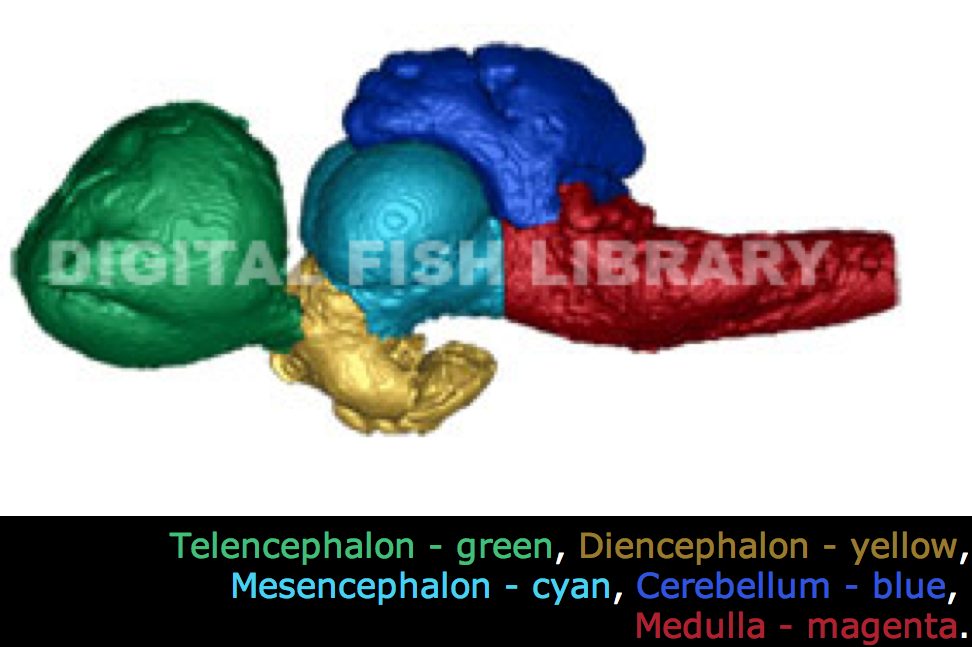 DIGITAL FISH LIBRARY
Telencephalon - green, Diencephalon - yellow,
Mesencephalon - cyan, Cerebellum - blue,
Medulla - magenta.